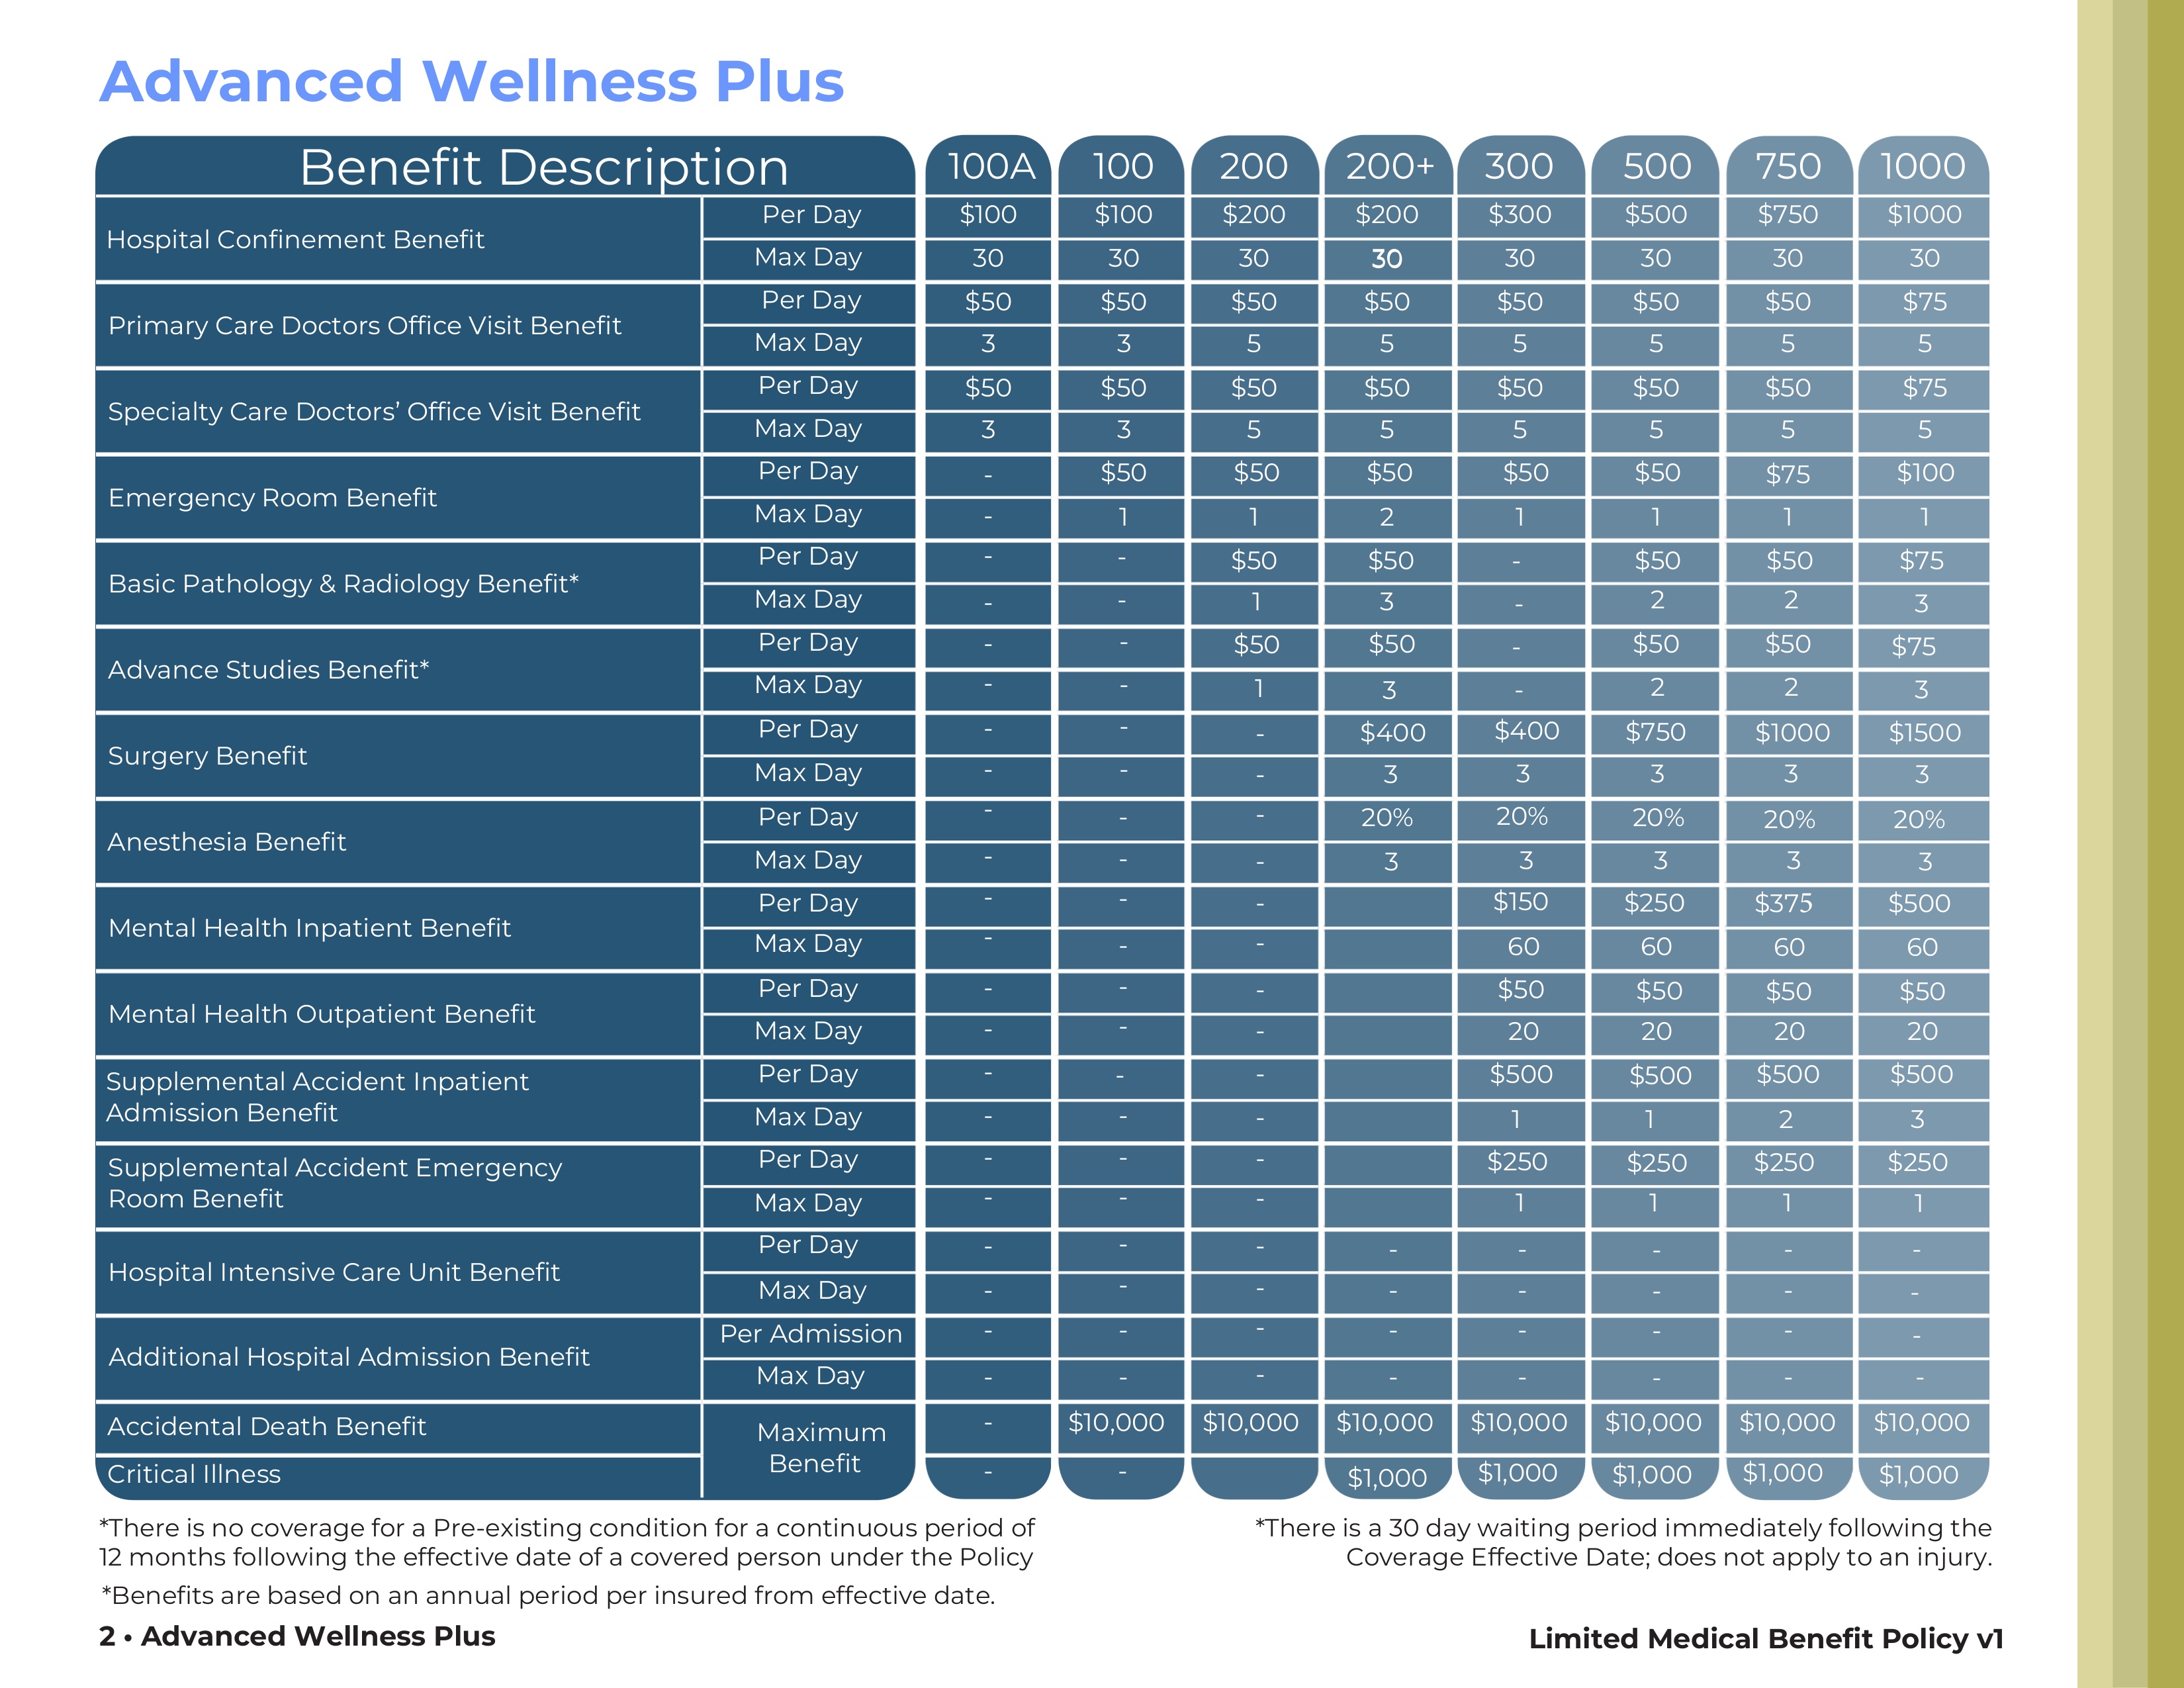 Advanced Wellness Plus
Benefit Description 100A 100 200 200+ 300 500 750 1000
Hospital Confinement Benefit
Per Day $100 $100 $200 $200 $300 $500 $750 $1000
Max Day 30 30 30 30 30 30 30 30
Primary Care Doctors Office Visit Benefit
Per Day $50 $50 $50 $50 $50 $50 $50 $75
Max Day 3 3 5 5 5 5 5 5
Specialty Care Doctors’ Office Visit Benefit
Per Day $50 $50 $50 $50 $50 $50 $50 $75
Max Day 3 3 5 5 5 5 5 5
Emergency Room Benefit
Per Day - $50 $50 $50 $50 $50 $75 $100
Max Day - 1 1 2 1 1 1 1
Basic Pathology & Radiology Benefit*
Per Day - - $50 $50 - $50 $50 $75
Max Day - - 1 3 - 2 2 3
Advance Studies Benefit*
Per Day - - $50 $50 - $50 $50 $75
Max Day - - 1 3 - 2 2 3
Surgery Benefit
Per Day - - - $400 $400 $750 $1000 $1500
Max Day - - - 3 3 3 3 3
Anesthesia Benefit
Per Day - - - 20% 20% 20% 20% 20%
Max Day - - - 3 3 3 3 3
Mental Health Inpatient Benefit
Per Day - - - $150 $250 $375 $500
Max Day - - - 60 60 60 60
Mental Health Outpatient Benefit
Per Day - - - $50 $50 $50 $50
Max Day - - - 20 20 20 20
Supplemental Accident Inpatient
Admission Benefit
Per Day - - - $500 $500 $500 $500
Max Day - - - 1 1 2 3
Supplemental Accident Emergency
Room Benefit
Per Day - - - $250 $250 $250 $250
Max Day - - - 1 1 1 1
Hospital Intensive Care Unit Benefit
Per Day - - - - - - - -
Max Day - - - - - - - -
Additional Hospital Admission Benefit
Per Admission - - - - - - - -
Max Day - - - - - - - -
Accidental Death Benefit - $10,000 $10,000 $10,000 $10,000 $10,000 $10,000 $10,000
Maximum
Benefit
Critical Illness - - $1,000 $1,000 $1,000 $1,000 $1,000
*There is no coverage for a Pre-existing condition for a continuous period of
12 months following the effective date of a covered person under the Policy
*Benefits are based on an annual period per insured from effective date.
*There is a 30 day waiting period immediately following the
Coverage Effective Date; does not apply to an injury.
2 • Advanced Wellness Plus
Limited Medical Benefit Policy v1